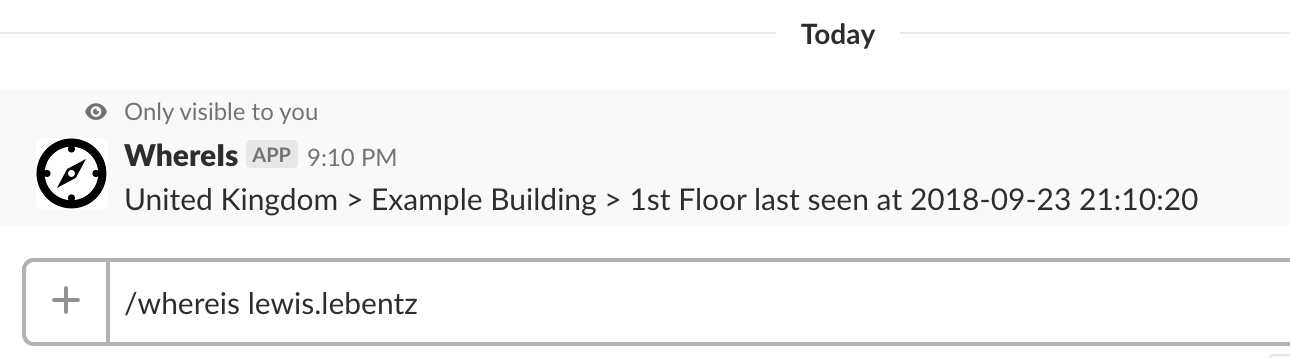 Today
Only visible to you
WhereIs APP 9:10 PM
United Kingdom > Example Building > 1st Floor last seen at 2018-09-23 21:10:20
/whereis lewis.lebentz